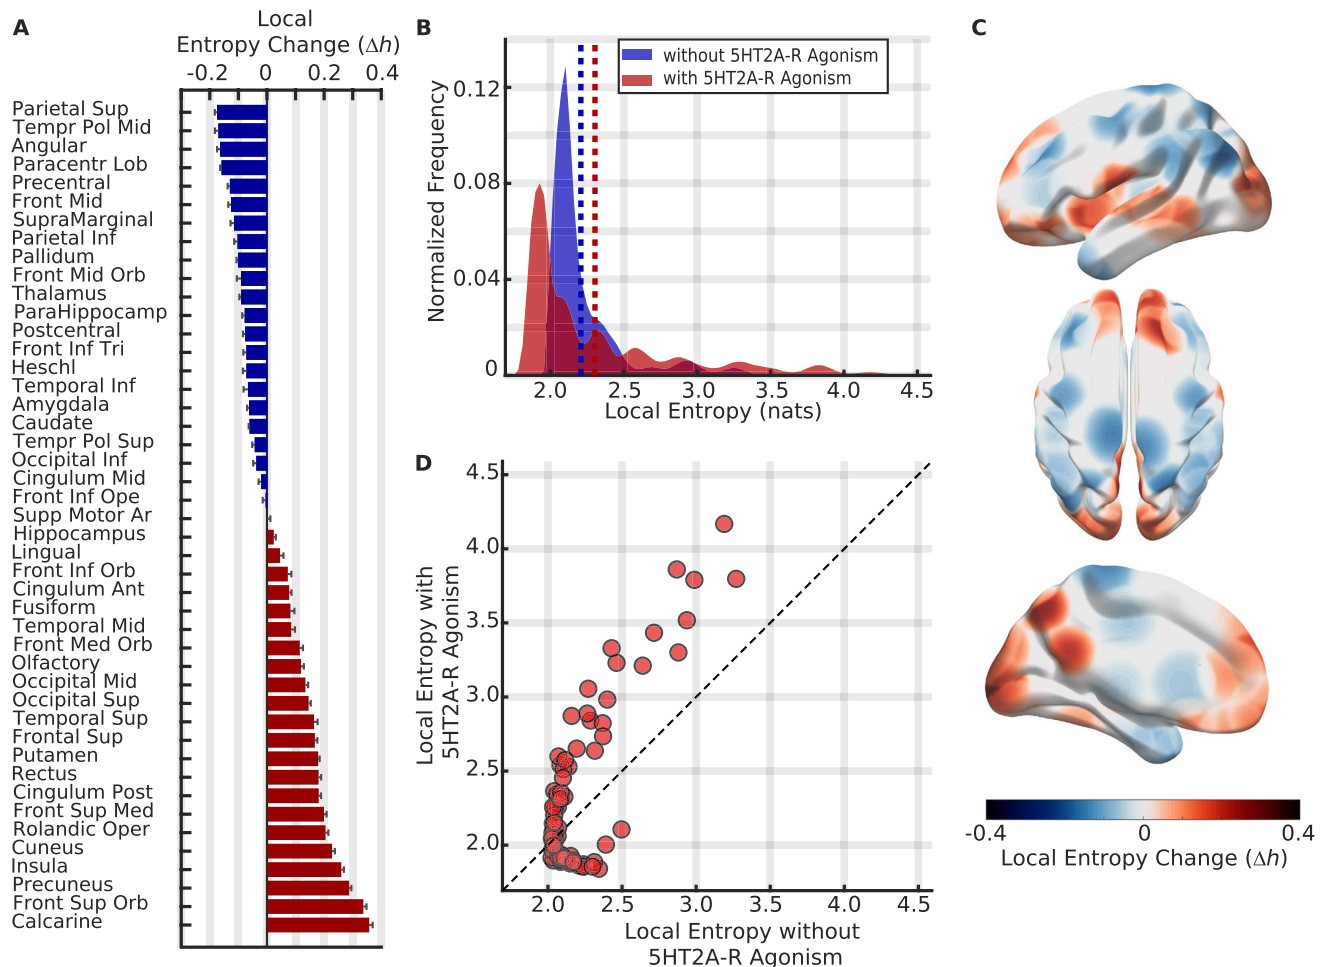 A
Local
Entropy Change (Δh)
-0.2 0 0.2 0.4
Parietal Sup
Tempr Pol Mid
Angular
Paracentr Lob
Precentral
Front Mid
SupraMarginal
Parietal Inf
Pallidum
Front Mid Orb
Thalamus
ParaHippocamp
Postcentral
Front Inf Tri
Heschl
Temporal Inf
Amygdala
Caudate
Tempr Pol Sup
Occipital Inf
Cingulum Mid
Front Inf Ope
Supp Motor Ar
Hippocampus
Lingual
Front Inf Orb
Cingulum Ant
Fusiform
Temporal Mid
Front Med Orb
Olfactory
Occipital Mid
Occipital Sup
Temporal Sup
Frontal Sup
Putamen
Rectus
Cingulum Post
Front Sup Med
Rolandic Oper
Cuneus
Insula
Precuneus
Front Sup Orb
Calcarine
B
without 5HT2A-R Agonism
with 5HT2A-R Agonism
Normalized Frequency
0.12
0.08
0.04
0
2.0 2.5 3.0 3.5 4.0 4.5
Local Entropy (nats)
D
Local Entropy with
5HT2A-R Agonism
4.5
4.0
3.5
3.0
2.5
2.0
2.0 2.5 3.0 3.5 4.0 4.5
Local Entropy without
5HT2A-R Agonism
C
-0.4 0 0.4
Local Entropy Change (Δh)